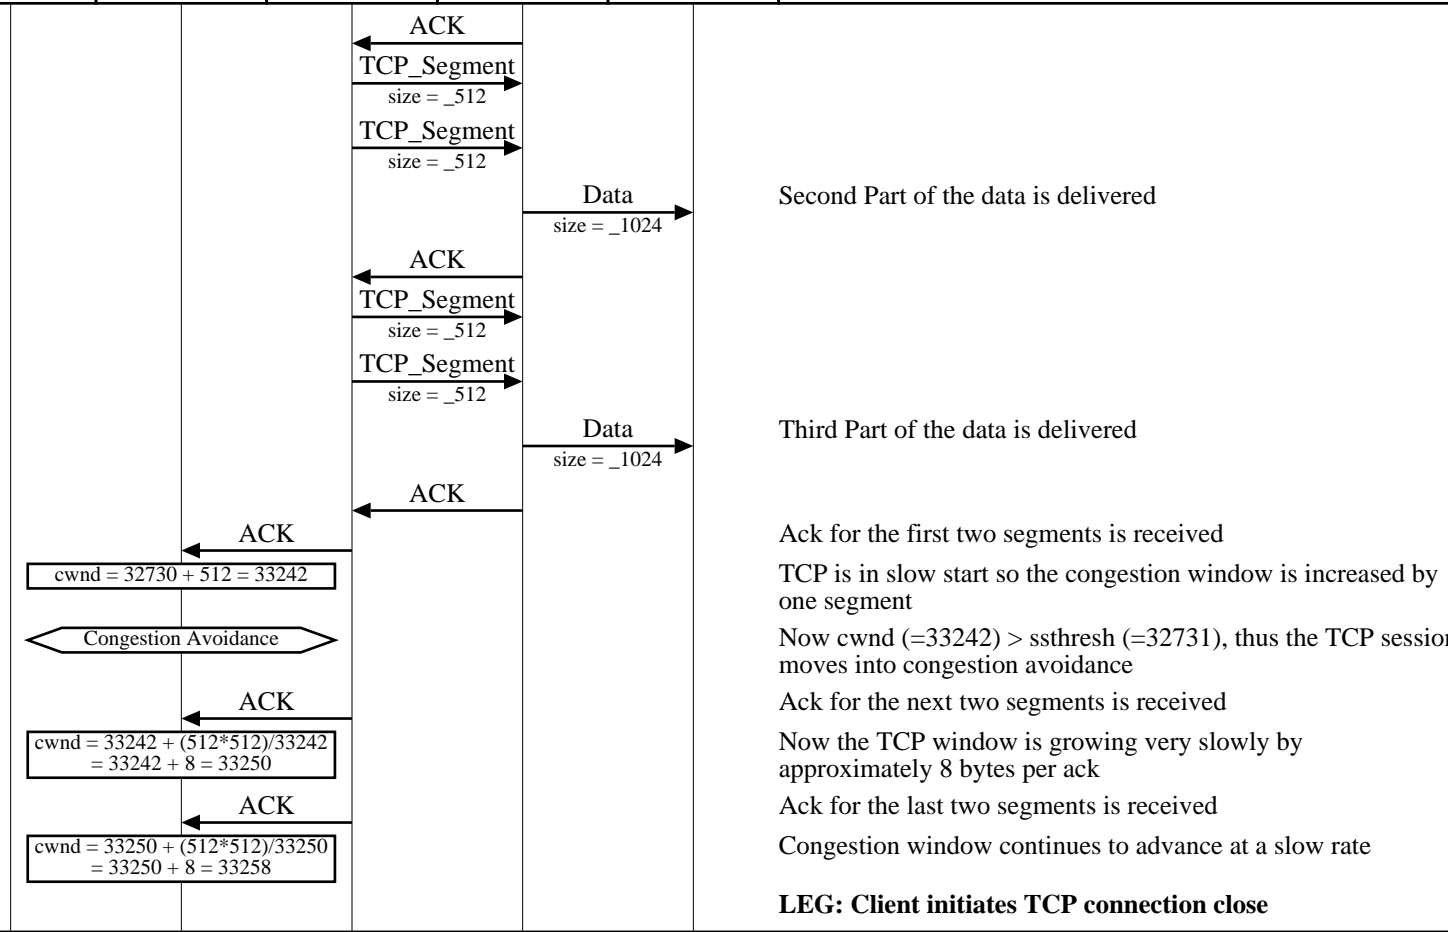 ACK
TCP_Segment
size = _512
TCP_Segment
size = _512
Data
Second Part of the data is delivered
size = _1024
ACK
TCP_Segment
size = _512
TCP_Segment
size = _512
Data
Third Part of the data is delivered
size = _1024
ACK
ACK
Ack for the first two segments is received
cwnd = 32730 + 512 = 33242
TCP is in slow start so the congestion window is increased by
one segment
Congestion Avoidance
Now cwnd (=33242) > ssthresh (=32731), thus the TCP session
moves into congestion avoidance
ACK
Ack for the next two segments is received
cwnd = 33242 + (512*512)/33242
= 33242 + 8 = 33250
Now the TCP window is growing very slowly by
approximately 8 bytes per ack
ACK
Ack for the last two segments is received
cwnd = 33250 + (512*512)/33250
= 33250 + 8 = 33258
Congestion window continues to advance at a slow rate
LEG: Client initiates TCP connection close